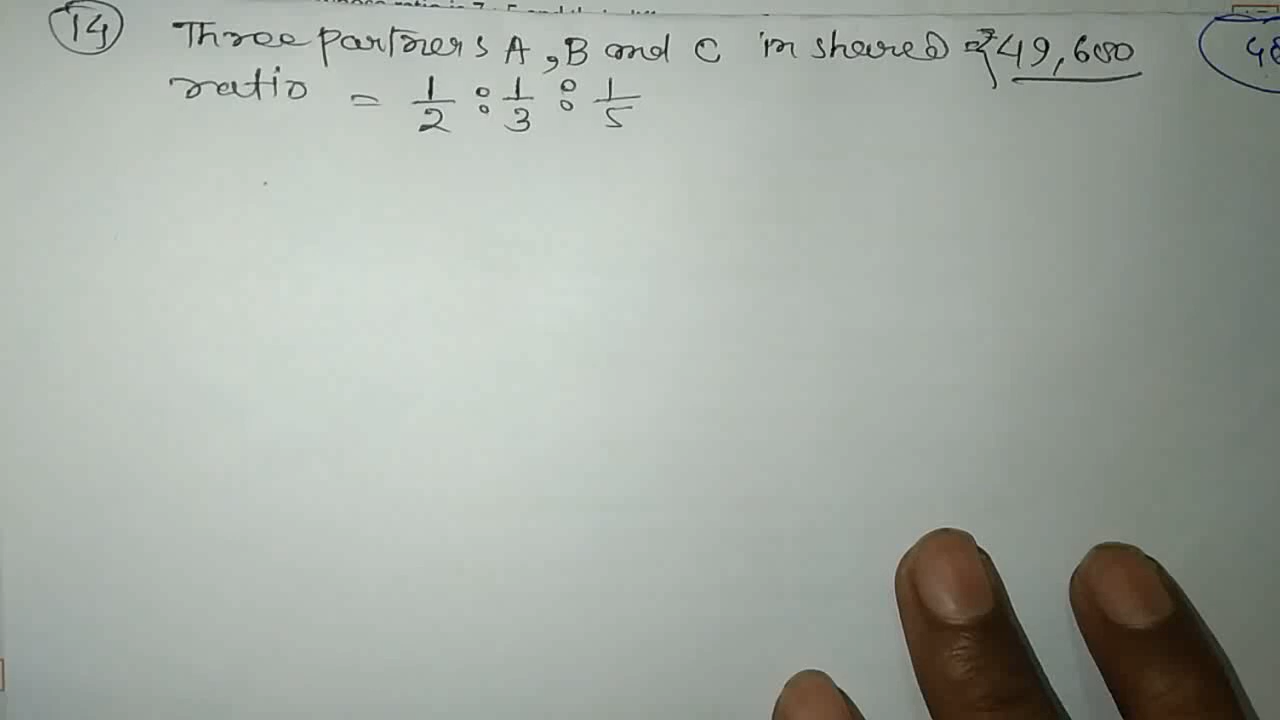 14 Three partners A, B and C in shared ₹ 49,600
ratio = 1/2 : 1/3 : 1/5